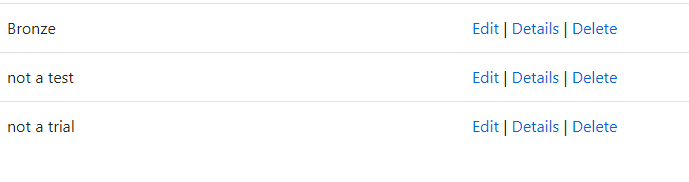 Bronze Edit | Details | Delete
not a test Edit | Details | Delete
not a trial Edit | Details | Delete